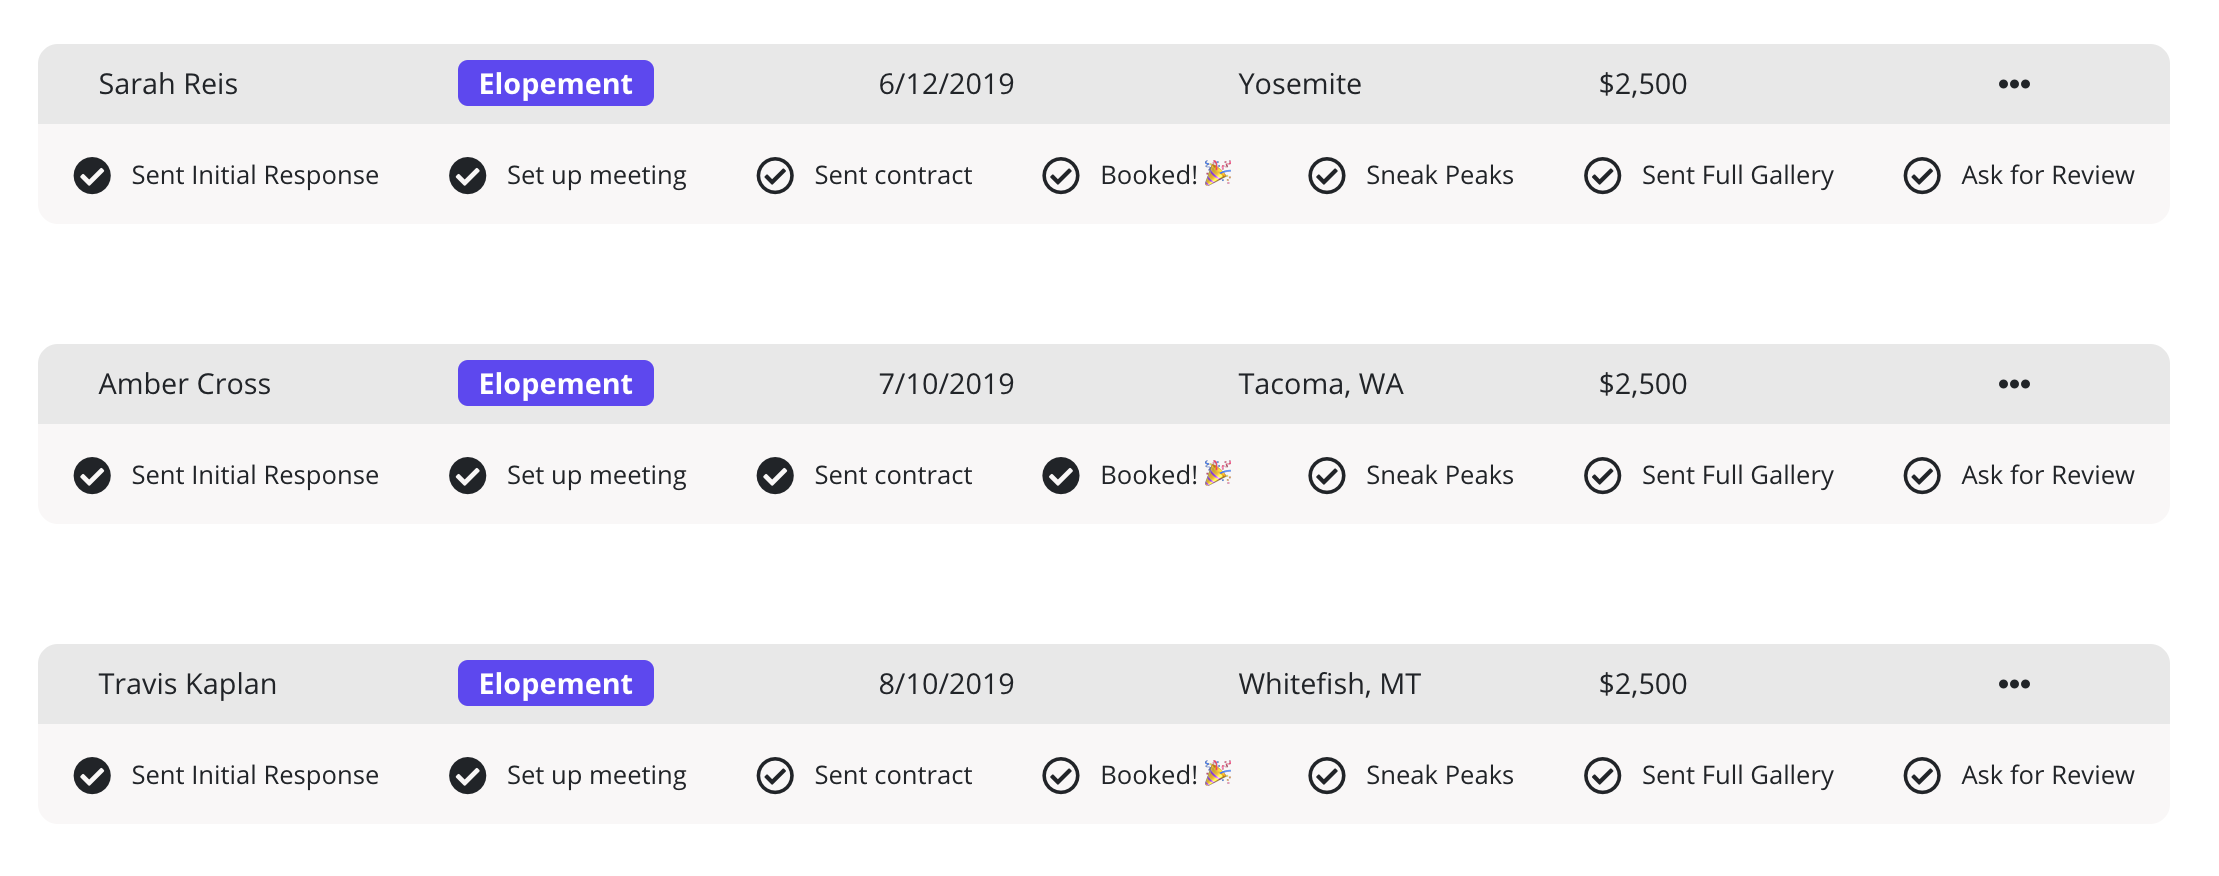 Sarah Reis Elopement 6/12/2019 Yosemite $2,500
Sent Initial Response Set up meeting Sent contract Booked! 🎉 Sneak Peaks Sent Full Gallery Ask for Review
Amber Cross Elopement 7/10/2019 Tacoma, WA $2,500
Sent Initial Response Set up meeting Sent contract Booked! 🎉 Sneak Peaks Sent Full Gallery Ask for Review
Travis Kaplan Elopement 8/10/2019 Whitefish, MT $2,500
Sent Initial Response Set up meeting Sent contract Booked! 🎉 Sneak Peaks Sent Full Gallery Ask for Review